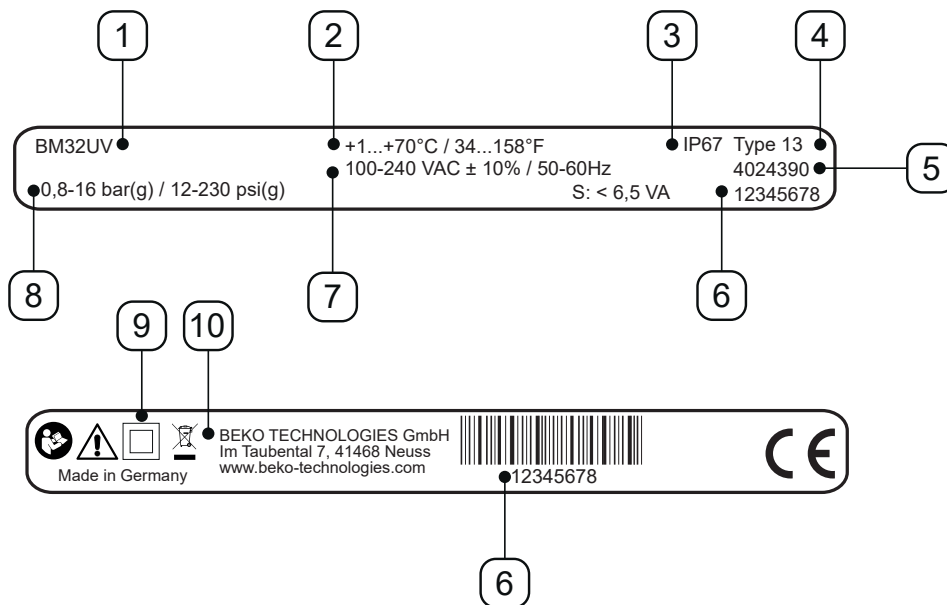 1 2 3 4
BM32UV +1...+70°C / 34...158°F IP67 Type 13
100-240 VAC ± 10% / 50-60Hz 4024390 5
0,8-16 bar(g) / 12-230 psi(g) S: < 6,5 VA 12345678
8 7 6
9 10
BEKO TECHNOLOGIES GmbH
Im Taubental 7, 41468 Neuss
Made in Germany www.beko-technologies.com 12345678
CE
6